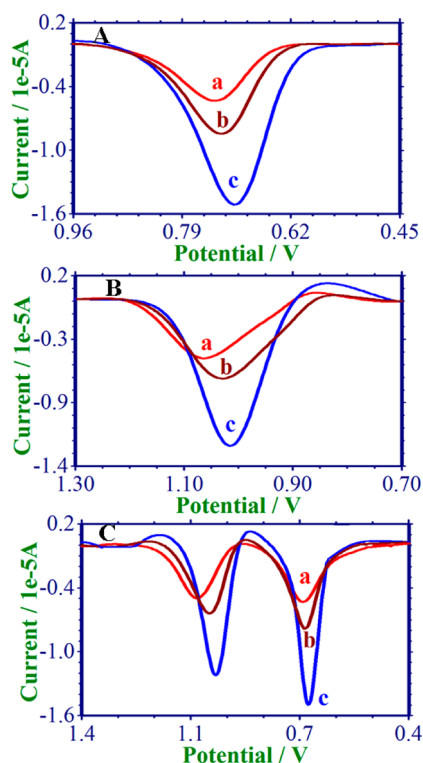 A
0.2
-0.4
-1.0
-1.6
Current / 1e-5A
a
b
c
0.96 0.79 0.62 0.45
Potential / V
B
0.2
-0.3
-0.9
-1.4
Current / 1e-5A
a
b
c
1.30 1.10 0.90 0.70
Potential / V
C
0.2
-0.4
-1.0
-1.6
Current / 1e-5A
a
b
c
1.4 1.1 0.7 0.4
Potential / V